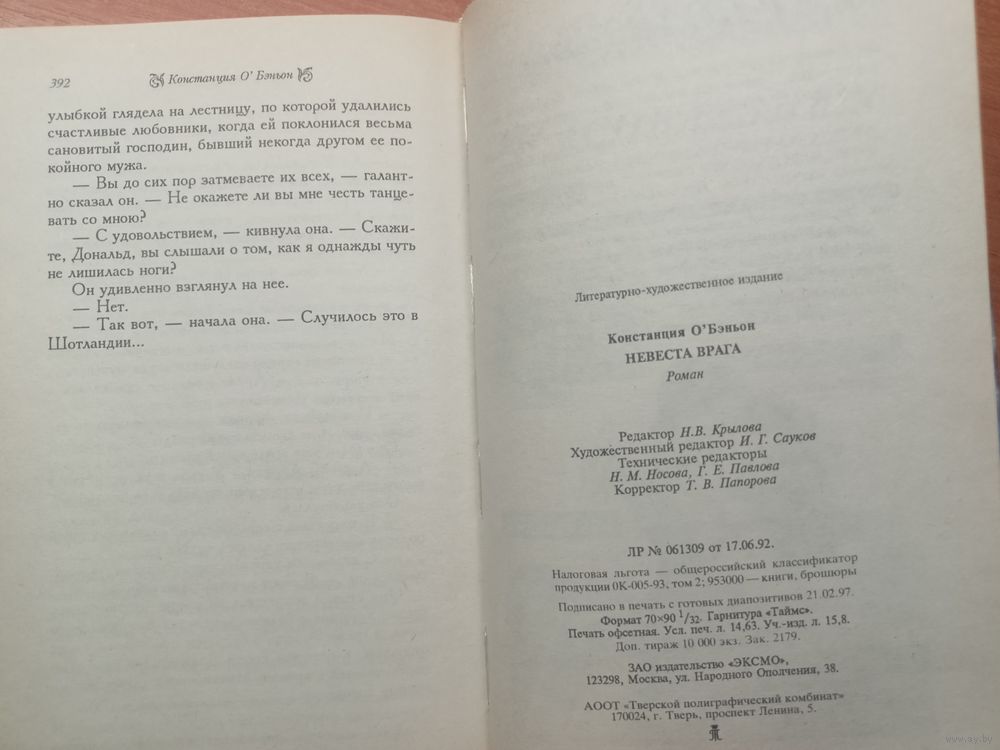 392
Констанция О' Бэньон
улыбкой глядела на лестницу, по которой удалились
счастливые любовники, когда ей поклонился весьма
сановитый господин, бывший некогда другом ее по-
койного мужа.
— Вы до сих пор затмеваете их всех, — галант-
но сказал он. — Не окажете ли вы мне честь танце-
вать со мною?
— С удовольствием, — кивнула она. — Скажи-
те, Дональд, вы слышали о том, как я однажды чуть
не лишилась ноги?
Он удивленно взглянул на нее.
— Нет.
— Так вот, — начала она. — Случилось это в
Шотландии...
Литературно-художественное издание
Констанция О'Бэньон
НЕВЕСТА ВРАГА
Роман
Редактор Н.В. Крылова
Художественный редактор И. Г. Сауков
Технические редакторы
Н. М. Носова, Г. Е. Павлова
Корректор Т. В. Папорова
ЛР № 061309 от 17.06.92.
Налоговая льгота — общероссийский классификатор
продукции ОК-005-93, том 2; 953000 — книги, брошюры
Подписано в печать с готовых диапозитивов 21.02.97.
Формат 70×90 1/32. Гарнитура «Таймс».
Печать офсетная. Усл. печ. л. 14,63. Уч.-изд. л. 15,8.
Доп. тираж 10 000 экз. Зак. 2179.
ЗАО издательство «ЭКСМО»,
123298, Москва, ул. Народного Ополчения, 38.
АООТ «Тверской полиграфический комбинат»
170024, г. Тверь, проспект Ленина, 5.
www.ay.by